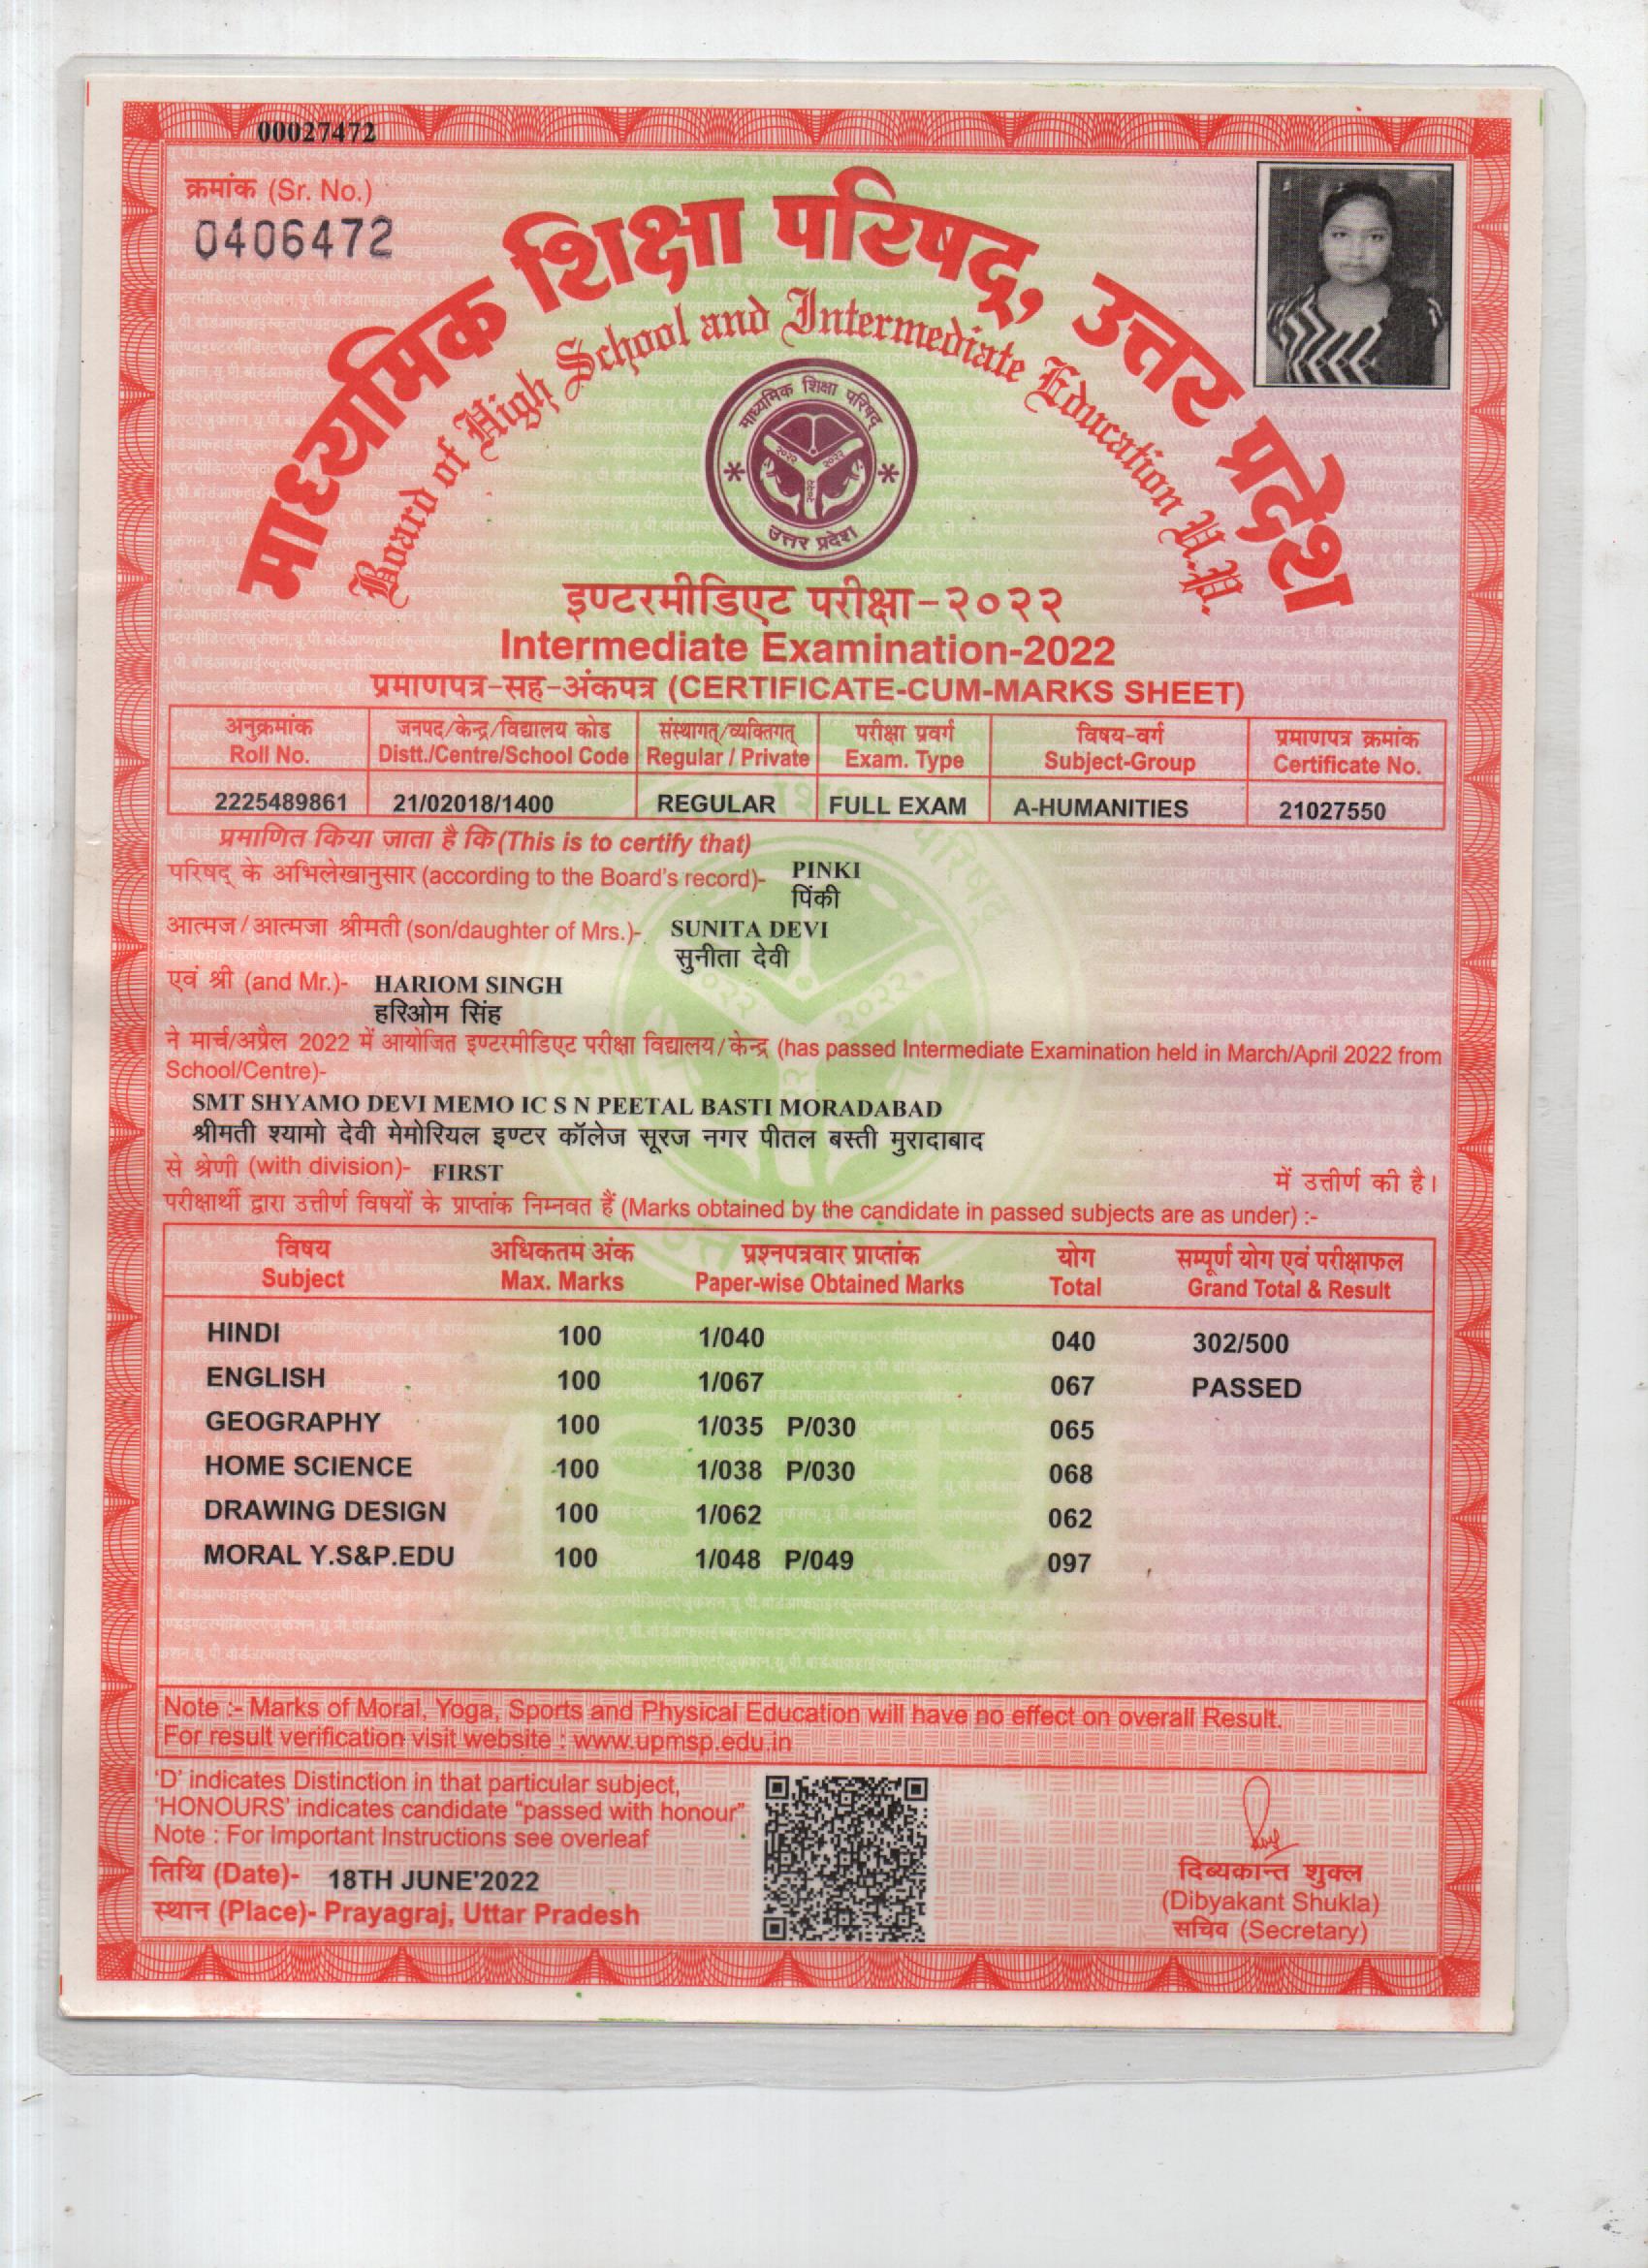 00027472
क्रमांक (Sr. No.)
0406472
माध्यमिक शिक्षा परिषद्, उत्तर प्रदेश
Board of High School and Intermediate Education U.P.
माध्यमिक शिक्षा परिषद्
२०२२ २०२२
२०२२
उत्तर प्रदेश
इण्टरमीडिएट परीक्षा-२०२२
Intermediate Examination-2022
प्रमाणपत्र-सह-अंकपत्र (CERTIFICATE-CUM-MARKS SHEET)
अनुक्रमांक जनपद/केन्द्र/विद्यालय कोड संस्थागत्/व्यक्तिगत् परीक्षा प्रवर्ग विषय-वर्ग प्रमाणपत्र क्रमांक
Roll No. Distt./Centre/School Code Regular / Private Exam. Type Subject-Group Certificate No.
2225489861 21/02018/1400 REGULAR FULL EXAM A-HUMANITIES 21027550
प्रमाणित किया जाता है कि (This is to certify that)
परिषद् के अभिलेखानुसार (according to the Board's record)- PINKI
पिंकी
आत्मज / आत्मजा श्रीमती (son/daughter of Mrs.)- SUNITA DEVI
सुनीता देवी
एवं श्री (and Mr.)- HARIOM SINGH
हरिओम सिंह
ने मार्च/अप्रैल 2022 में आयोजित इण्टरमीडिएट परीक्षा विद्यालय/केन्द्र (has passed Intermediate Examination held in March/April 2022 from
School/Centre)-
SMT SHYAMO DEVI MEMO IC S N PEETAL BASTI MORADABAD
श्रीमती श्यामो देवी मेमोरियल इण्टर कॉलेज सूरज नगर पीतल बस्ती मुरादाबाद
से श्रेणी (with division)- FIRST में उत्तीर्ण की है।
परीक्षार्थी द्वारा उत्तीर्ण विषयों के प्राप्तांक निम्नवत हैं (Marks obtained by the candidate in passed subjects are as under) :-
विषय अधिकतम अंक प्रश्नपत्रवार प्राप्तांक योग सम्पूर्ण योग एवं परीक्षाफल
Subject Max. Marks Paper-wise Obtained Marks Total Grand Total & Result
HINDI 100 1/040 040 302/500
ENGLISH 100 1/067 067 PASSED
GEOGRAPHY 100 1/035 P/030 065
HOME SCIENCE 100 1/038 P/030 068
DRAWING DESIGN 100 1/062 062
MORAL Y.S&P.EDU 100 1/048 P/049 097
Note :- Marks of Moral, Yoga, Sports and Physical Education will have no effect on overall Result.
For result verification visit website : www.upmsp.edu.in
'D' indicates Distinction in that particular subject,
'HONOURS' indicates candidate "passed with honour"
Note : For Important Instructions see overleaf
तिथि (Date)- 18TH JUNE'2022
स्थान (Place)- Prayagraj, Uttar Pradesh
दिब्यकान्त शुक्ल
(Dibyakant Shukla)
सचिव (Secretary)